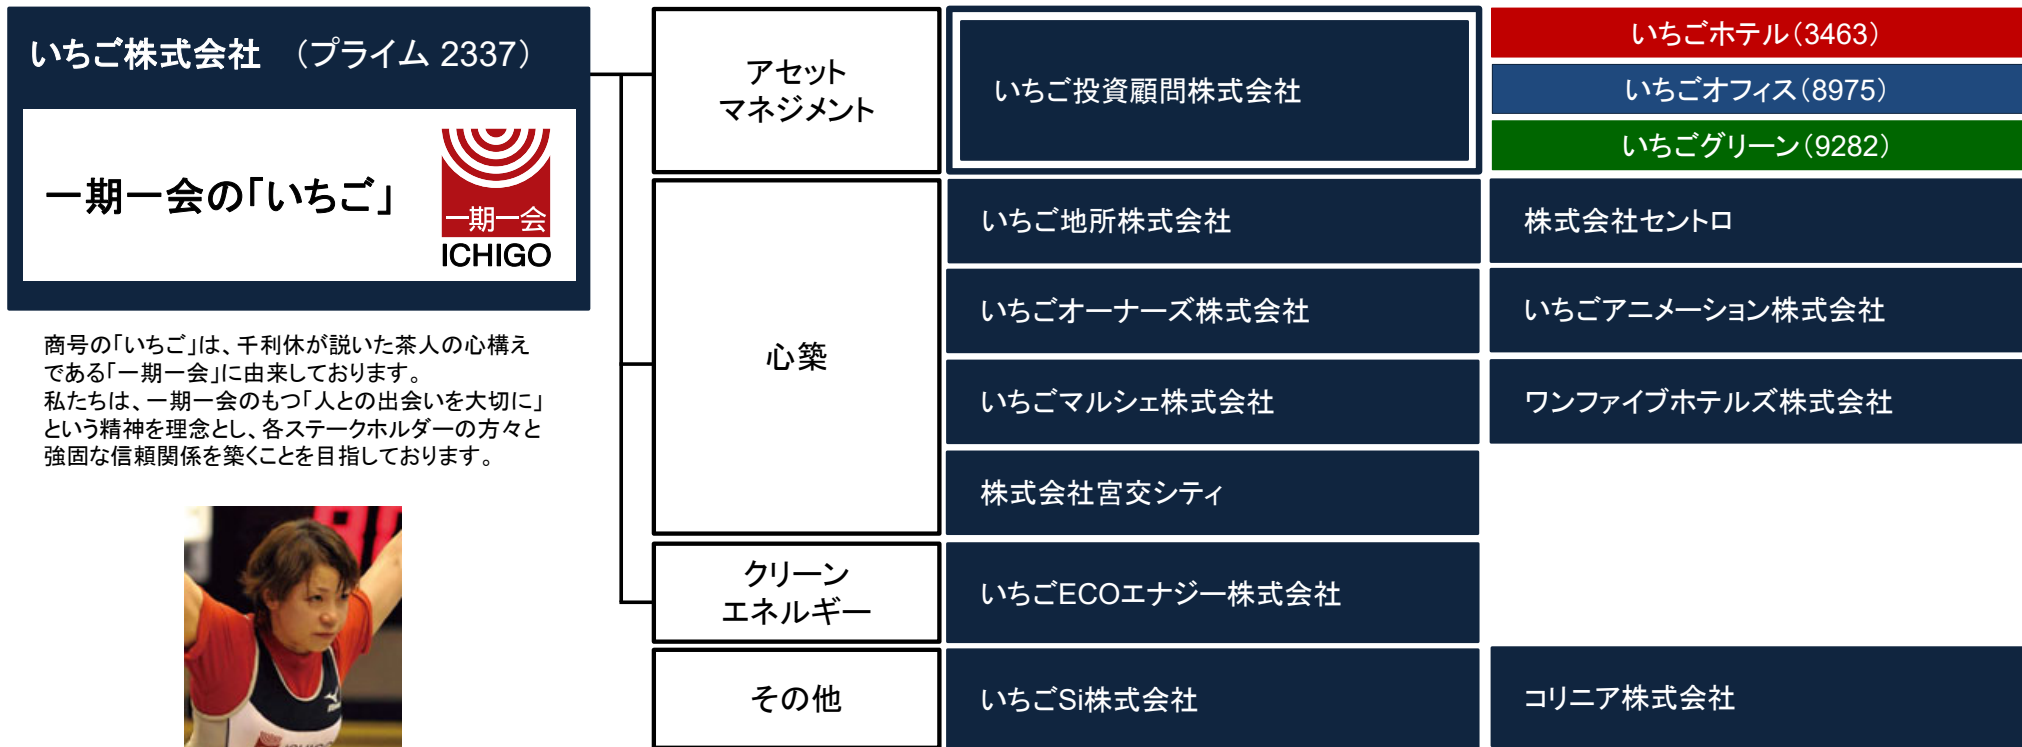 いちご株式会社 （プライム 2337）
一期一会の「いちご」
一期一会
ICHIGO
商号の「いちご」は、千利休が説いた茶人の心構え
である「一期一会」に由来しております。
私たちは、一期一会のもつ「人との出会いを大切に」
という精神を理念とし、各ステークホルダーの方々と
強固な信頼関係を築くことを目指しております。
アセット
マネジメント
いちご投資顧問株式会社
いちごホテル（3463）
いちごオフィス（8975）
いちごグリーン（9282）
心築
いちご地所株式会社
株式会社セントロ
いちごオーナーズ株式会社
いちごアニメーション株式会社
いちごマルシェ株式会社
ワンファイブホテルズ株式会社
株式会社宮交シティ
クリーン
エネルギー
いちごECOエナジー株式会社
その他
いちごSi株式会社
コリニア株式会社